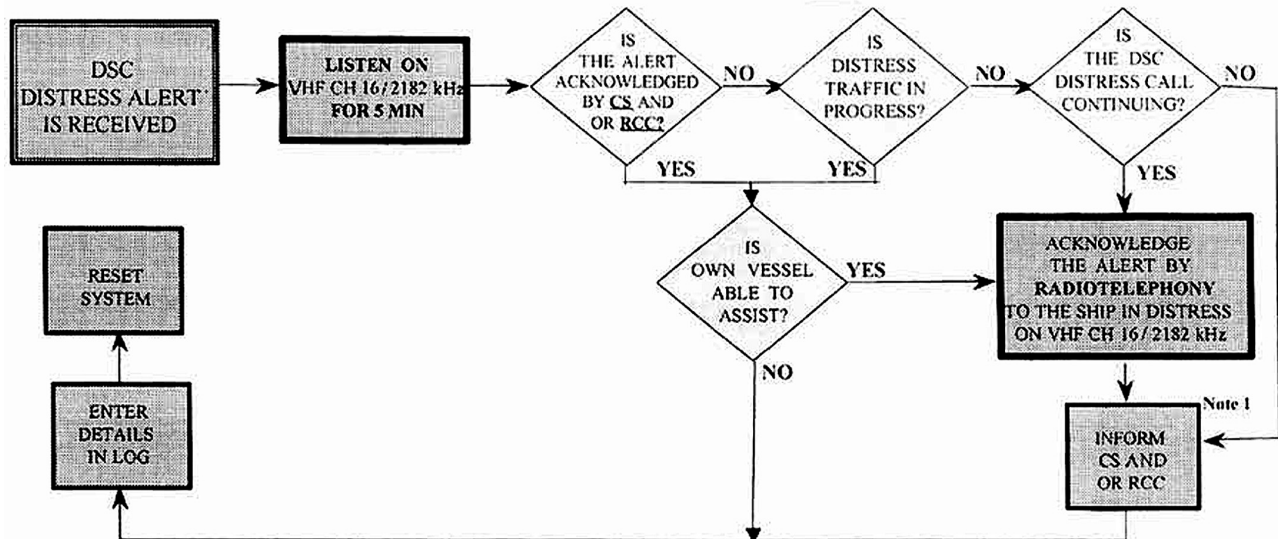 DSC
DISTRESS ALERT
IS RECEIVED
LISTEN ON
VHF CH 16/2182 kHz
FOR 5 MIN
IS
THE ALERT
ACKNOWLEDGED
BY CS AND
OR RCC?
NO
IS
DISTRESS
TRAFFIC IN
PROGRESS?
NO
IS
THE DSC
DISTRESS CALL
CONTINUING?
NO
YES
YES
YES
IS
OWN VESSEL
ABLE TO
ASSIST?
YES
NO
ACKNOWLEDGE
THE ALERT BY
RADIOTELEPHONY
TO THE SHIP IN DISTRESS
ON VHF CH 16/2182 kHz
Note 1
INFORM
CS AND
OR RCC
RESET
SYSTEM
ENTER
DETAILS
IN LOG